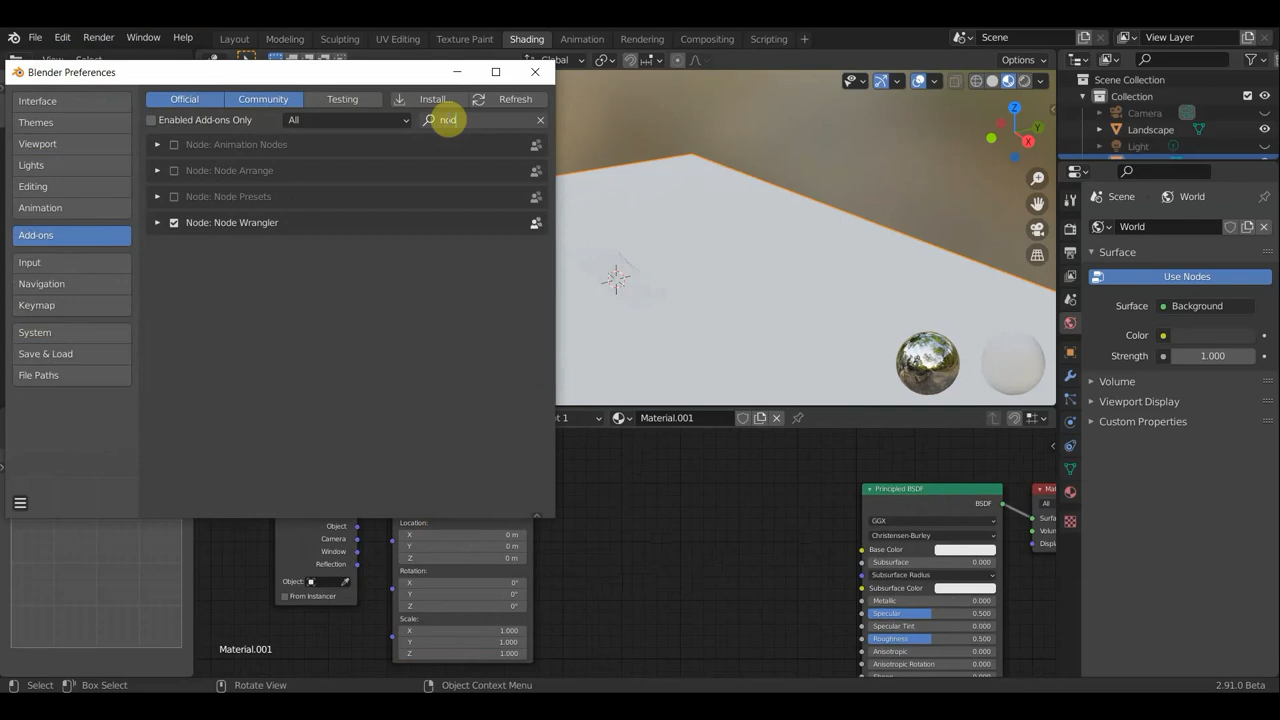 File Edit Render Window Help Layout Modeling Sculpting UV Editing Texture Paint Shading Animation Rendering Compositing Scripting + Scene View Layer
Global Options
Blender Preferences
Interface
Themes
Viewport
Lights
Editing
Animation
Add-ons
Input
Navigation
Keymap
System
Save & Load
File Paths
Official Community Testing Install... Refresh
Enabled Add-ons Only All nod
Node: Animation Nodes
Node: Node Arrange
Node: Node Presets
Node: Node Wrangler
Z
Y
X
Scene Collection
Collection
Camera
Landscape
Light
Scene World
World
Surface
Use Nodes
Surface Background
Color
Strength 1.000
Volume
Viewport Display
Custom Properties
Material.001
Object
Camera
Window
Reflection
Object:
From Instancer
Location:
X 0 m
Y 0 m
Z 0 m
Rotation:
X 0°
Y 0°
Z 0°
Scale:
X 1.000
Y 1.000
Z 1.000
Principled BSDF
BSDF
GGX
Christensen-Burley
Base Color
Subsurface 0.000
Subsurface Radius
Subsurface Color
Metallic 0.000
Specular 0.500
Specular Tint 0.000
Roughness 0.500
Anisotropic 0.000
Anisotropic Rotation 0.000
All
Material.001
Select Box Select Rotate View Object Context Menu 2.91.0 Beta